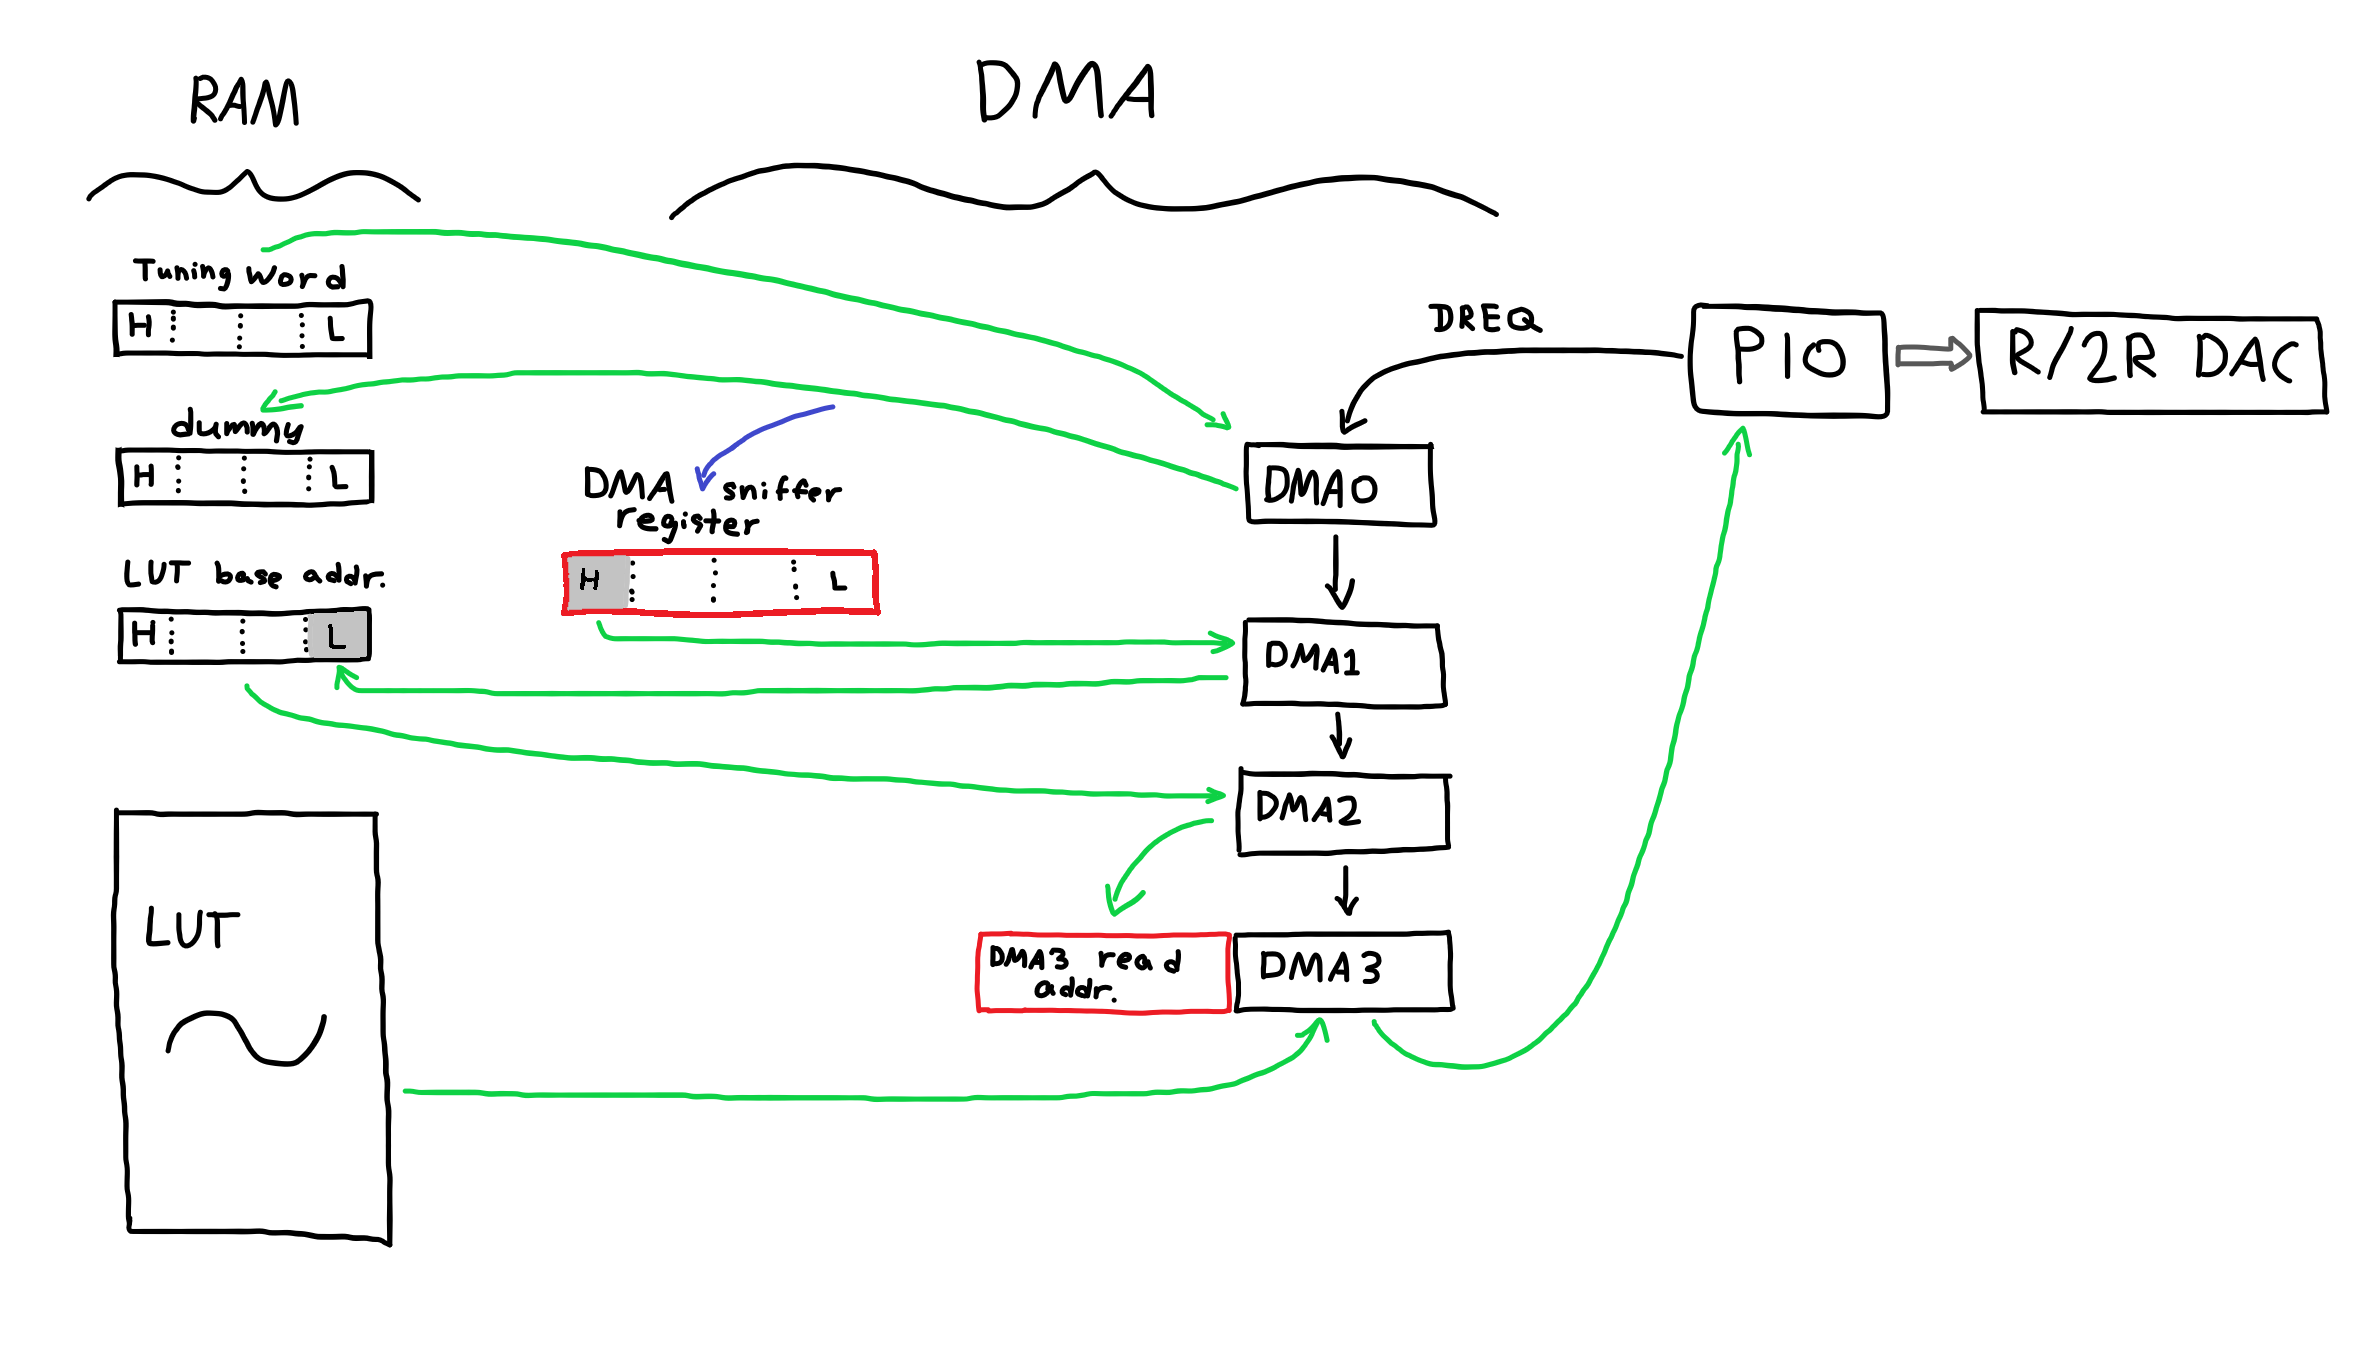 RAM
DMA
Tuning Word
H L
DREQ
PIO
R/2R DAC
dummy
H L
DMA sniffer
register
H L
DMA0
LUT base addr.
H L
DMA1
DMA2
LUT
DMA3 read
addr.
DMA3